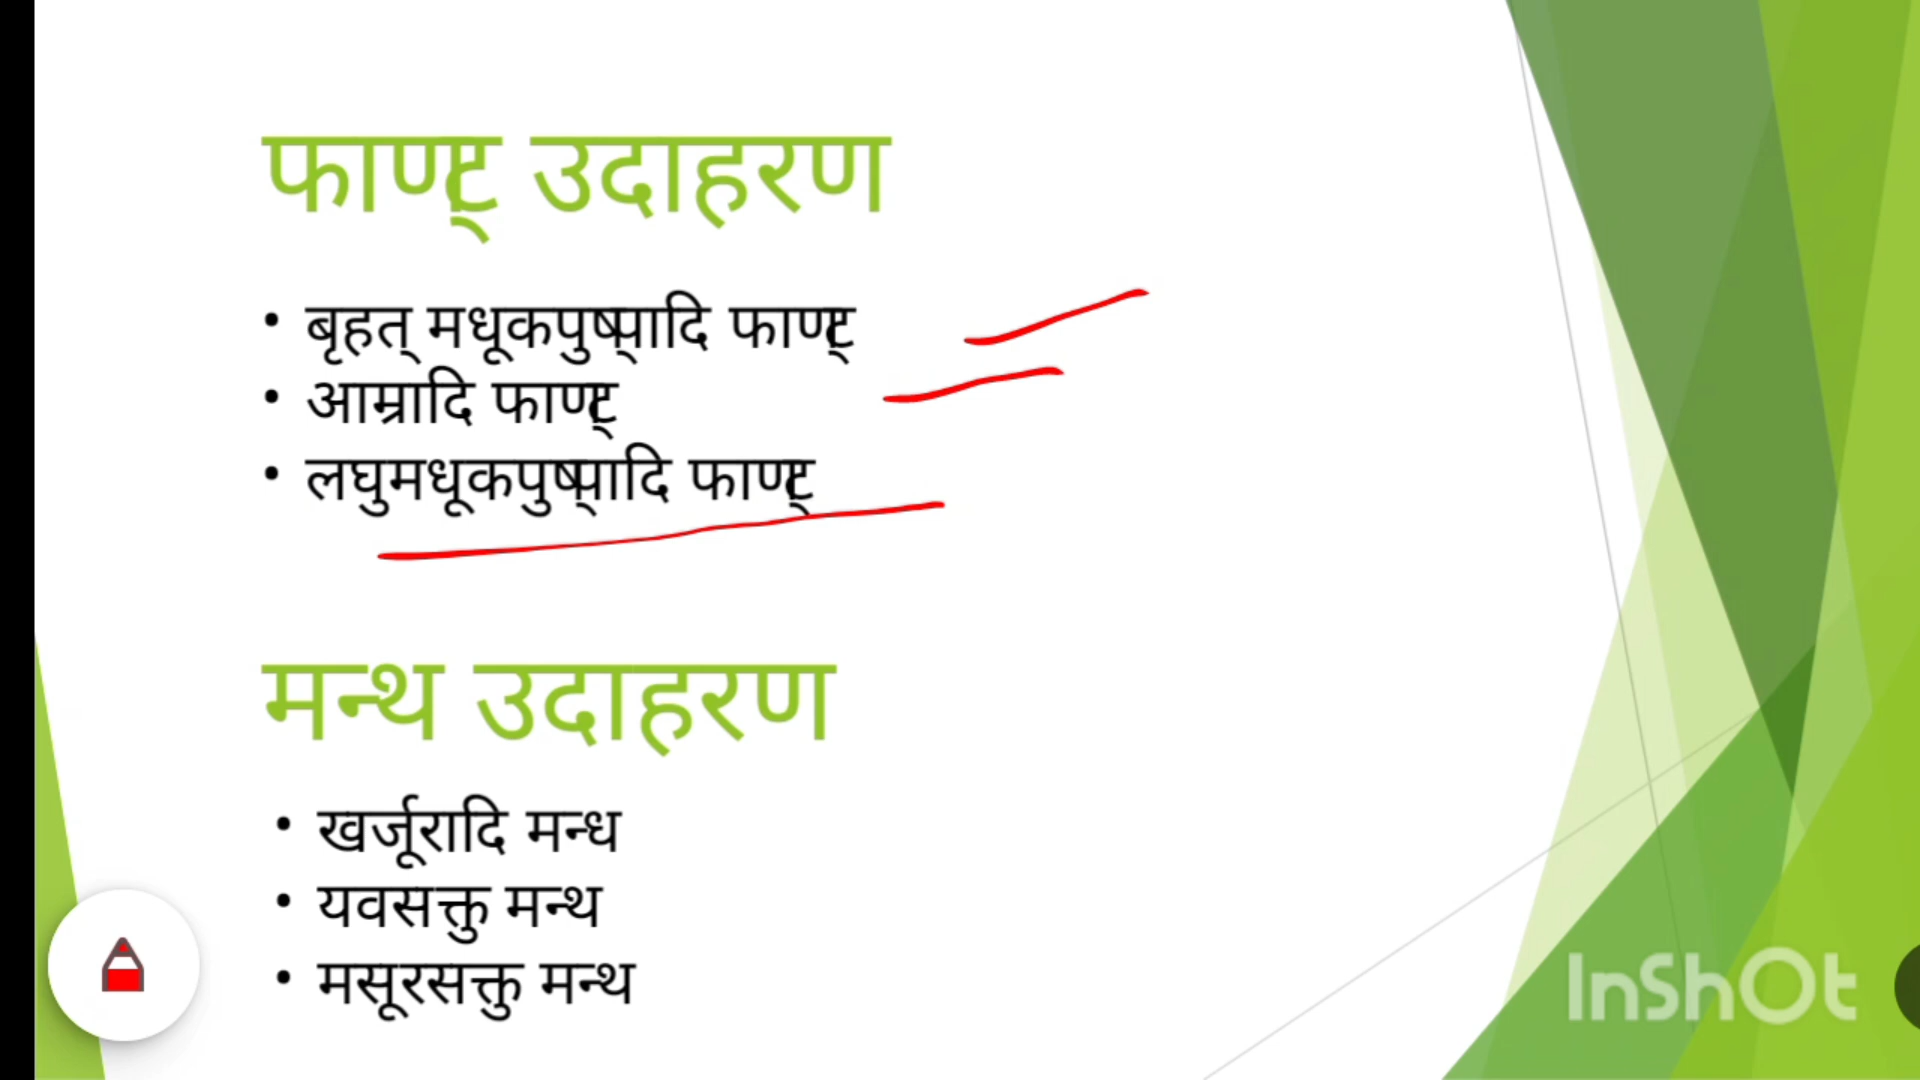 फाण्ट् उदाहरण
• बृहत् मधूकपुष्पादि फाण्ट्
• आम्रादि फाण्ट्
• लघुमधूकपुष्पादि फाण्ट्
मन्थ उदाहरण
• खर्जूरादि मन्ध
• यवसक्तु मन्थ
• मसूरसक्तु मन्थ
InShOt